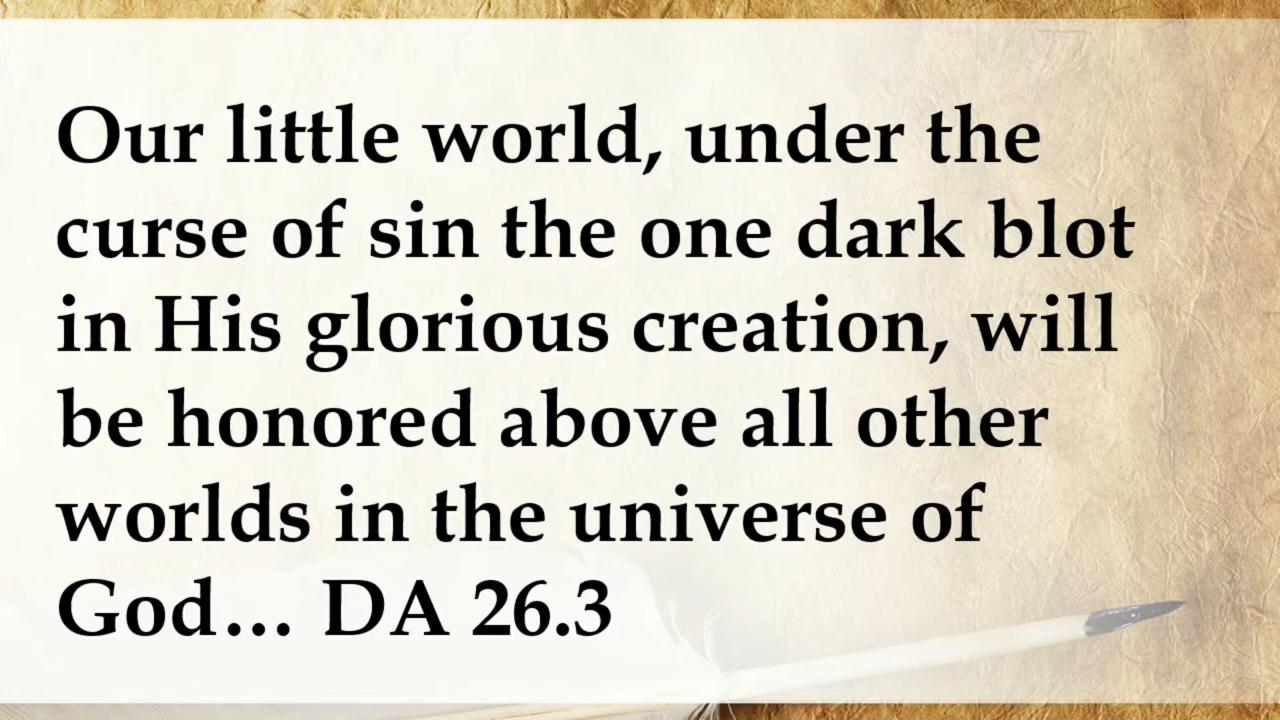 Our little world, under the
curse of sin the one dark blot
in His glorious creation, will
be honored above all other
worlds in the universe of
God… DA 26.3